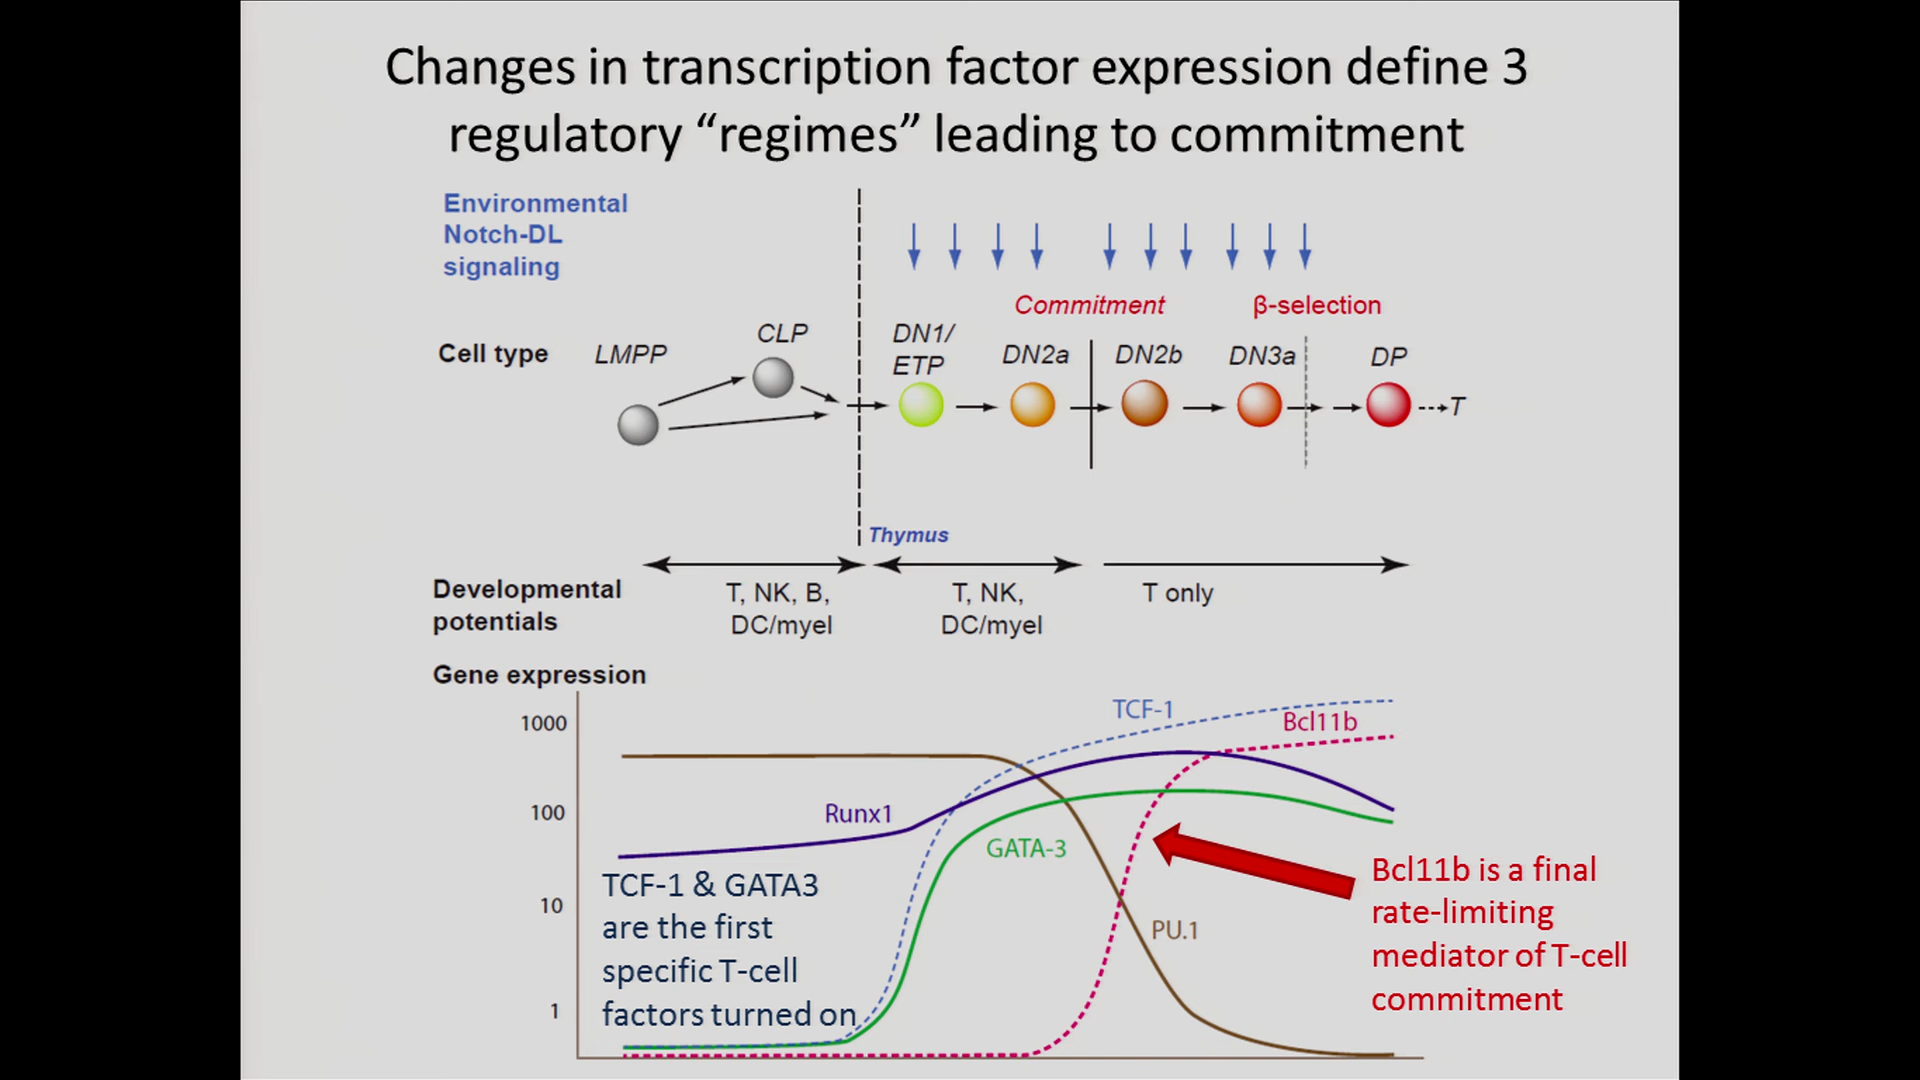 Changes in transcription factor expression define 3
regulatory “regimes” leading to commitment
Environmental
Notch-DL
signaling
Commitment
β-selection
Cell type
LMPP
CLP
DN1/
ETP
DN2a
DN2b
DN3a
DP
T
Thymus
Developmental
potentials
T, NK, B,
DC/myel
T, NK,
DC/myel
T only
Gene expression
1000
100
10
1
TCF-1
Bcl11b
Runx1
GATA-3
PU.1
TCF-1 & GATA3
are the first
specific T-cell
factors turned on
Bcl11b is a final
rate-limiting
mediator of T-cell
commitment